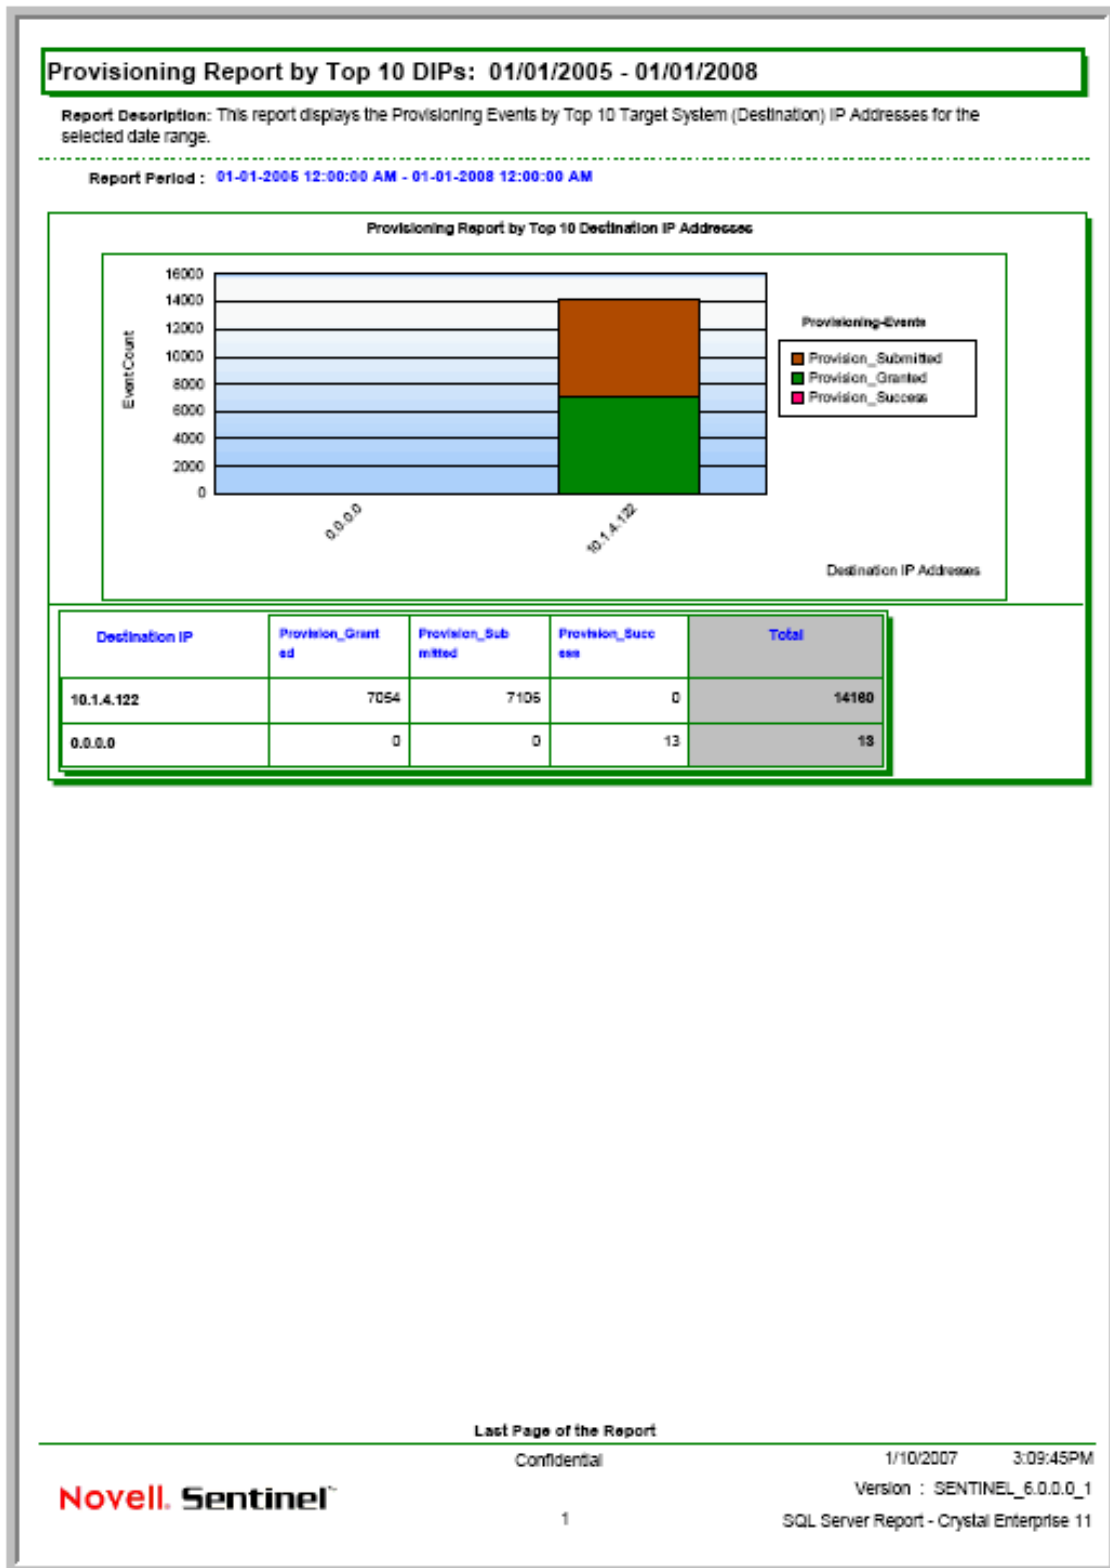 Provisioning Report by Top 10 DIPs: 01/01/2005 - 01/01/2008
Report Description: This report displays the Provisioning Events by Top 10 Target System (Destination) IP Addresses for the
selected date range.
Report Period : 01-01-2005 12:00:00 AM - 01-01-2008 12:00:00 AM
Provisioning Report by Top 10 Destination IP Addresses
16000
14000
12000
10000
8000
6000
4000
2000
0
Event Count
0.0.0.0
10.1.4.122
Destination IP Addresses
Provisioning-Events
Provision_Submitted
Provision_Granted
Provision_Success
Destination IP Provision_Grant Provision_Sub Provision_Succ Total
ed mitted ess
10.1.4.122 7054 7106 0 14160
0.0.0.0 0 0 13 13
Last Page of the Report
Confidential 1/10/2007 3:09:45PM
Novell. Sentinel™ Version : SENTINEL_6.0.0.0_1
1 SQL Server Report - Crystal Enterprise 11